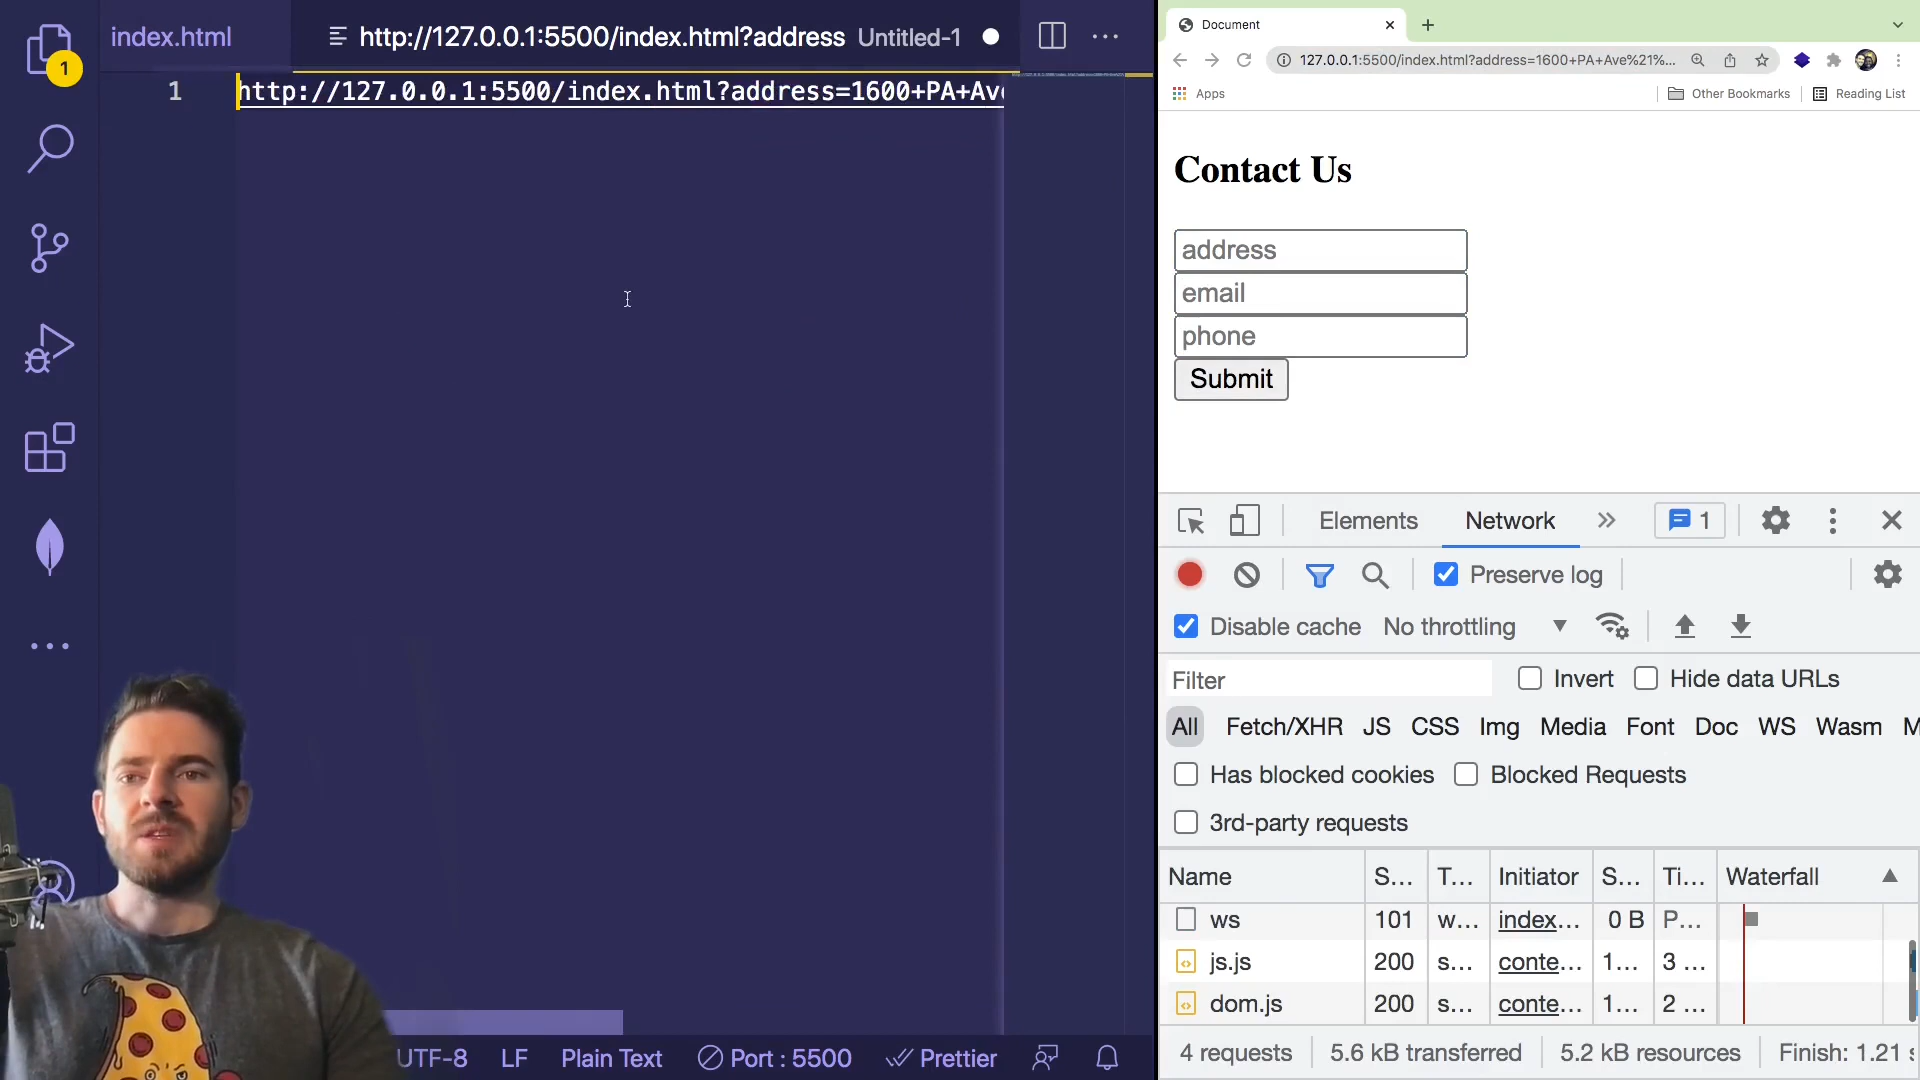 index.html
http://127.0.0.1:5500/index.html?address Untitled-1
1
1
http://127.0.0.1:5500/index.html?address=1600+PA+Av
UTF-8 LF Plain Text Port : 5500 Prettier
Document
127.0.0.1:5500/index.html?address=1600+PA+Ave%21%...
Apps
Other Bookmarks Reading List
Contact Us
address
email
phone
Submit
Elements Network 1
Preserve log
Disable cache No throttling
Filter Invert Hide data URLs
All Fetch/XHR JS CSS Img Media Font Doc WS Wasm M
Has blocked cookies Blocked Requests
3rd-party requests
Name S... T... Initiator S... Ti... Waterfall
ws 101 w... index... 0 B P...
js.js 200 s... conte... 1... 3 ...
dom.js 200 s... conte... 1... 2 ...
4 requests 5.6 kB transferred 5.2 kB resources Finish: 1.21 s